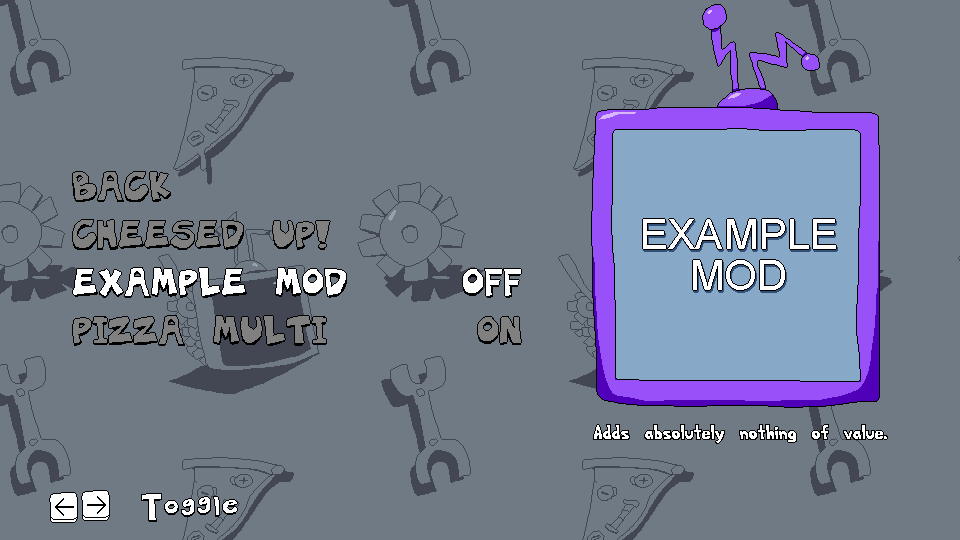 BACK
CHEESED UP!
EXAMPLE MOD OFF
PIZZA MULTI ON
EXAMPLE
MOD
Adds absolutely nothing of value.
Toggle